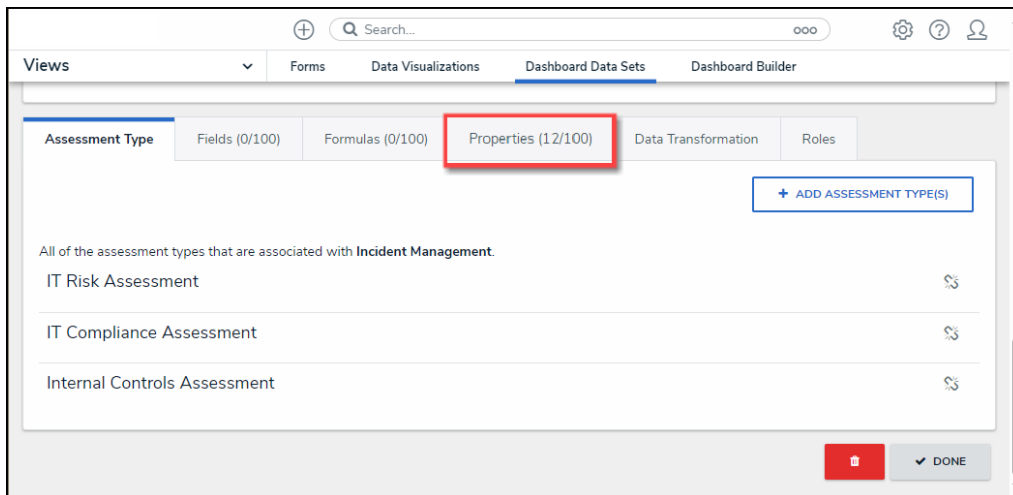 Search...
Views
Forms
Data Visualizations
Dashboard Data Sets
Dashboard Builder
Assessment Type
Fields (0/100)
Formulas (0/100)
Properties (12/100)
Data Transformation
Roles
+ ADD ASSESSMENT TYPE(S)
All of the assessment types that are associated with Incident Management.
IT Risk Assessment
IT Compliance Assessment
Internal Controls Assessment
DONE